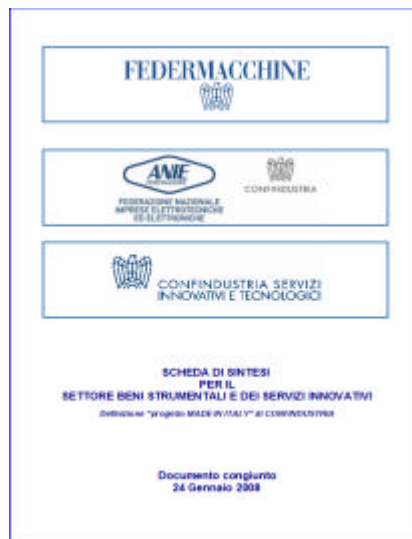 FEDERMACCHINE
ANIE
FEDERAZIONE
FEDERAZIONE NAZIONALE
IMPRESE ELETTROTECNICHE
ED ELETTRONICHE
CONFINDUSTRIA
CONFINDUSTRIA SERVIZI
INNOVATIVI E TECNOLOGICI
SCHEDA DI SINTESI
PER IL
SETTORE BENI STRUMENTALI E DEI SERVIZI INNOVATIVI
Definizione "progetto MADE IN ITALY" di CONFINDUSTRIA
Documento congiunto
24 Gennaio 2008